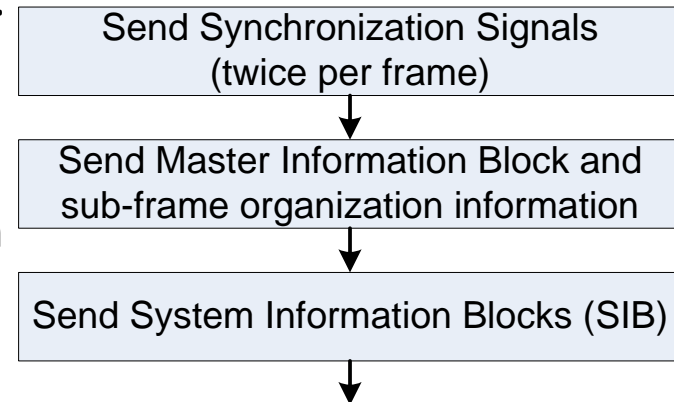 Send Synchronization Signals
(twice per frame)
Send Master Information Block and
sub-frame organization information
Send System Information Blocks (SIB)